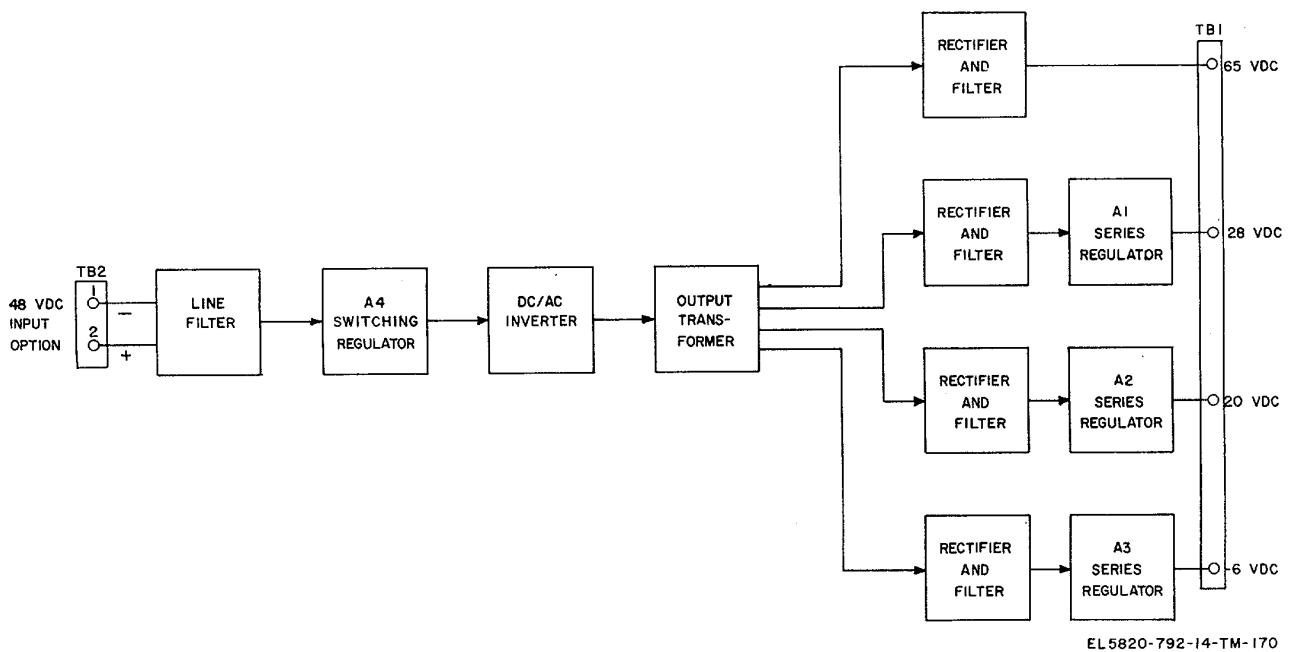 TB2
1
−
2
+
48 VDC
INPUT
OPTION
LINE
FILTER
A4
SWITCHING
REGULATOR
DC/AC
INVERTER
OUTPUT
TRANS-
FORMER
RECTIFIER
AND
FILTER
TB1
65 VDC
RECTIFIER
AND
FILTER
A1
SERIES
REGULATOR
28 VDC
RECTIFIER
AND
FILTER
A2
SERIES
REGULATOR
20 VDC
RECTIFIER
AND
FILTER
A3
SERIES
REGULATOR
-6 VDC
EL5820-792-14-TM-170